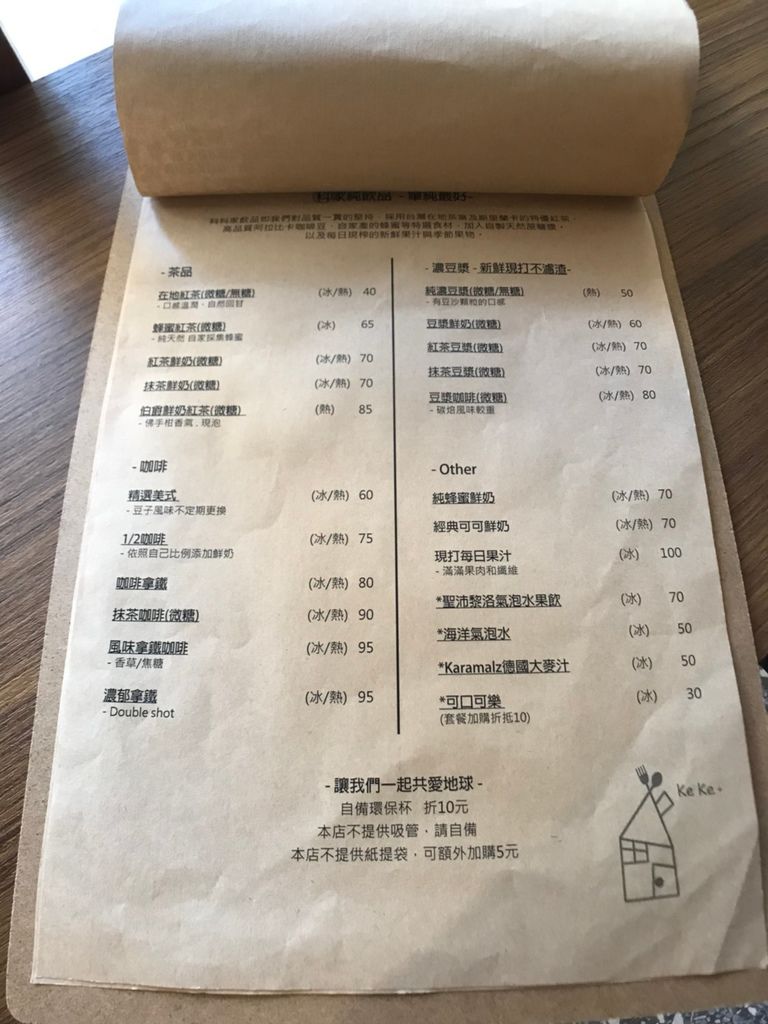 科家純飲品 - 單純最好-
- 茶品
在地紅茶(微糖/無糖) (冰/熱) 40
- 口感溫潤、自然回甘
蜂蜜紅茶(微糖) (冰) 65
- 純天然 自家採集蜂蜜
紅茶鮮奶(微糖) (冰/熱) 70
抹茶鮮奶(微糖) (冰/熱) 70
伯爵鮮奶紅茶(微糖) (熱) 85
- 佛手柑香氣 . 現泡
- 咖啡
精選美式 (冰/熱) 60
- 豆子風味不定期更換
1/2咖啡 (冰/熱) 75
- 依照自己比例添加鮮奶
咖啡拿鐵 (冰/熱) 80
抹茶咖啡(微糖) (冰/熱) 90
風味拿鐵咖啡 (冰/熱) 95
- 香草/焦糖
濃郁拿鐵 (冰/熱) 95
- Double shot
- 濃豆漿 - 新鮮現打不濾渣-
純濃豆漿(微糖/無糖) (熱) 50
- 有豆沙顆粒的口感
豆漿鮮奶(微糖) (冰/熱) 60
紅茶豆漿(微糖) (冰/熱) 70
抹茶豆漿(微糖) (冰/熱) 70
豆漿咖啡(微糖) (冰/熱) 80
- 碳焙風味較重
- Other
純蜂蜜鮮奶 (冰/熱) 70
經典可可鮮奶 (冰/熱) 70
現打每日果汁 (冰) 100
- 滿滿果肉和纖維
*聖沛黎洛氣泡水果飲 (冰) 70
*海洋氣泡水 (冰) 50
*Karamalz德國大麥汁 (冰) 50
*可口可樂 (冰) 30
(套餐加購折抵10)
- 讓我們一起共愛地球 -
自備環保杯 折10元
本店不提供吸管，請自備
本店不提供紙提袋，可額外加購5元
Ke Ke